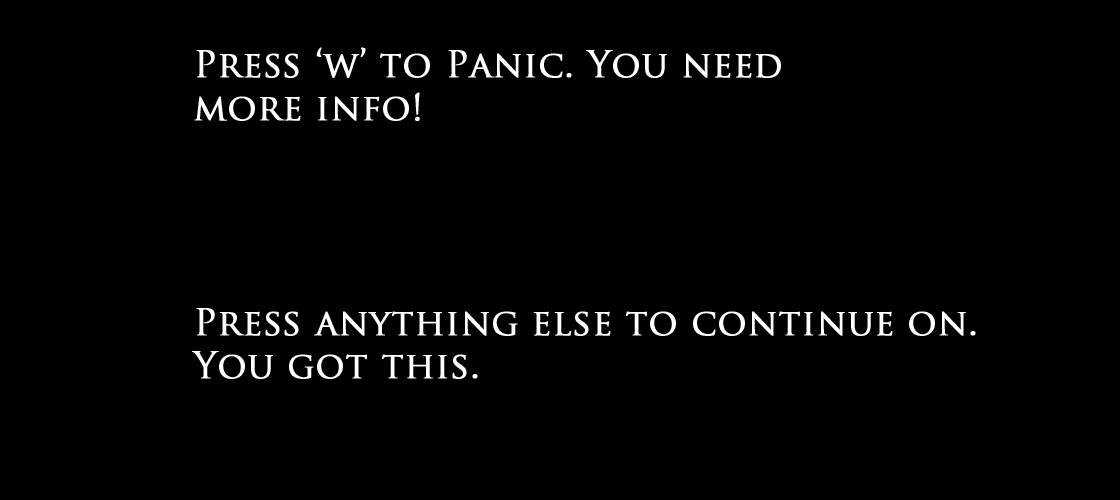 Press ‘w’ to Panic. You need
more info!
Press anything else to continue on.
You got this.